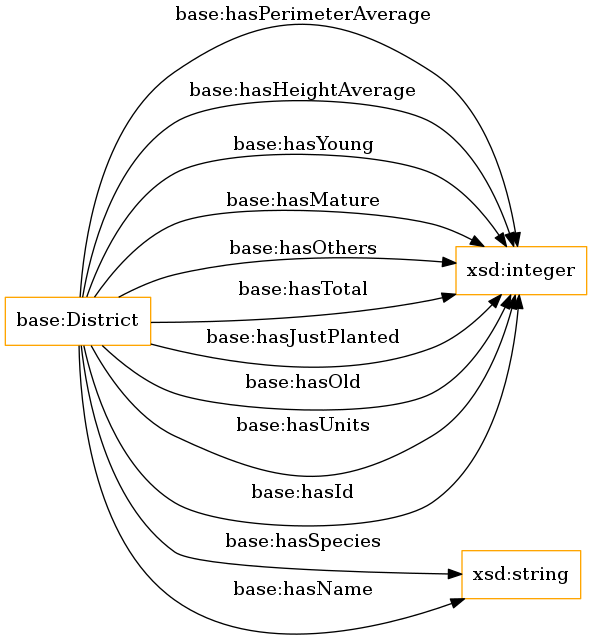 base:hasPerimeterAverage
base:hasHeightAverage
base:hasYoung
base:hasMature
base:hasOthers
xsd:integer
base:hasTotal
base:District
base:hasJustPlanted
base:hasOld
base:hasUnits
base:hasId
base:hasSpecies
xsd:string
base:hasName